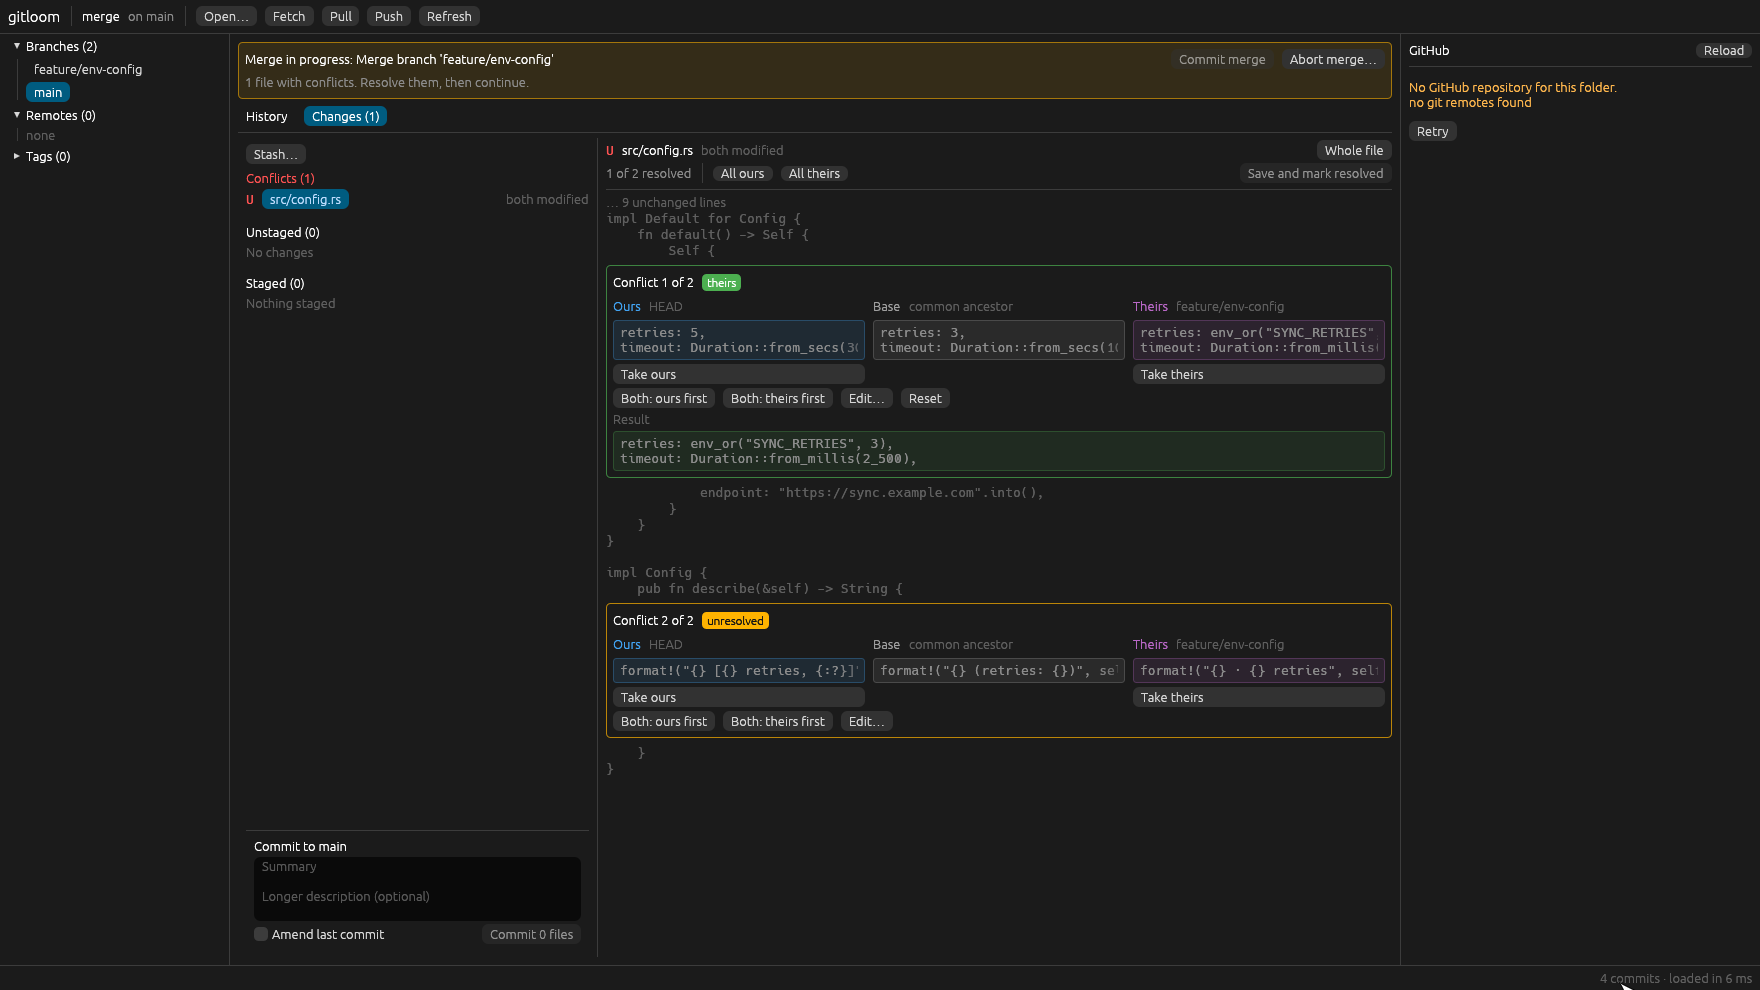 gitloom merge on main Open... Fetch Pull Push Refresh
Branches (2)
feature/env-config
main
Remotes (0)
none
Tags (0)
Merge in progress: Merge branch 'feature/env-config'
Commit merge Abort merge...
1 file with conflicts. Resolve them, then continue.
History Changes (1)
Stash...
Conflicts (1)
U src/config.rs both modified
Unstaged (0)
No changes
Staged (0)
Nothing staged
Commit to main
Summary
Longer description (optional)
Amend last commit Commit 0 files
U src/config.rs both modified Whole file
1 of 2 resolved All ours All theirs Save and mark resolved
... 9 unchanged lines
impl Default for Config {
fn default() -> Self {
Self {
Conflict 1 of 2 theirs
Ours HEAD Base common ancestor Theirs feature/env-config
retries: 5, retries: 3, retries: env_or("SYNC_RETRIES"
timeout: Duration::from_secs(30 timeout: Duration::from_secs(10 timeout: Duration::from_millis(
Take ours Take theirs
Both: ours first Both: theirs first Edit... Reset
Result
retries: env_or("SYNC_RETRIES", 3),
timeout: Duration::from_millis(2_500),
endpoint: "https://sync.example.com".into(),
}
}
}
impl Config {
pub fn describe(&self) -> String {
Conflict 2 of 2 unresolved
Ours HEAD Base common ancestor Theirs feature/env-config
format!("{} [{} retries, {:?}]" format!("{} (retries: {})", sel format!("{} · {} retries", self
Take ours Take theirs
Both: ours first Both: theirs first Edit...
}
}
GitHub Reload
No GitHub repository for this folder.
no git remotes found
Retry
4 commits · loaded in 6 ms